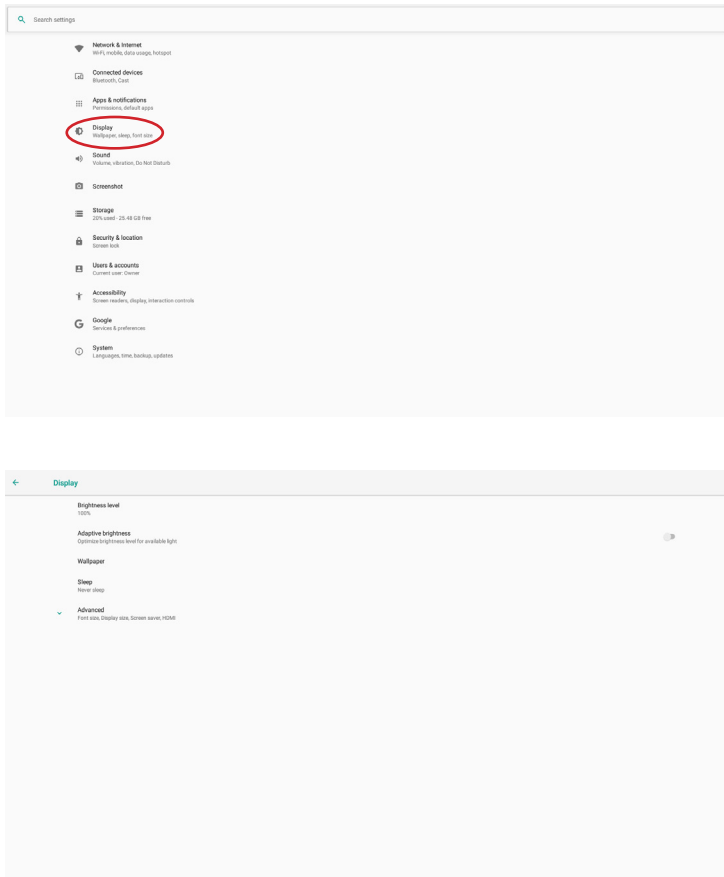 Search settings
Network & Internet
Wi-Fi, mobile, data usage, hotspot
Connected devices
Bluetooth, Cast
Apps & notifications
Permissions, default apps
Display
Wallpaper, sleep, font size
Sound
Volume, vibration, Do Not Disturb
Screenshot
Storage
20% used - 25.48 GB free
Security & location
Screen lock
Users & accounts
Current user: Owner
Accessibility
Screen readers, display, interaction controls
Google
Services & preferences
System
Languages, time, backup, updates
Display
Brightness level
100%
Adaptive brightness
Optimize brightness level for available light
Wallpaper
Sleep
Never sleep
Advanced
Font size, Display size, Screen saver, HDMI